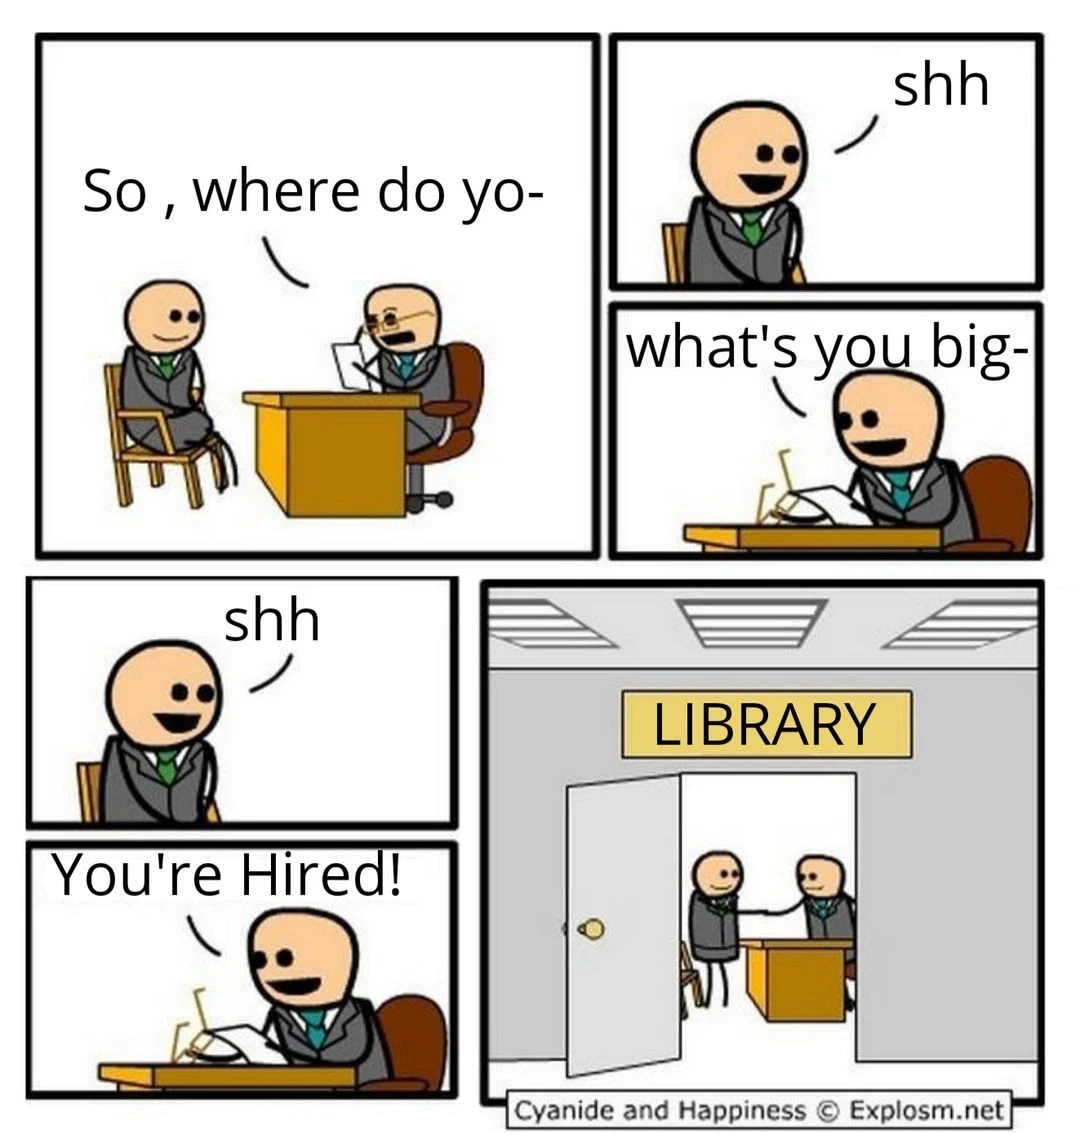 So , where do yo-
shh
what's you big-
shh
You're Hired!
LIBRARY
Cyanide and Happiness © Explosm.net